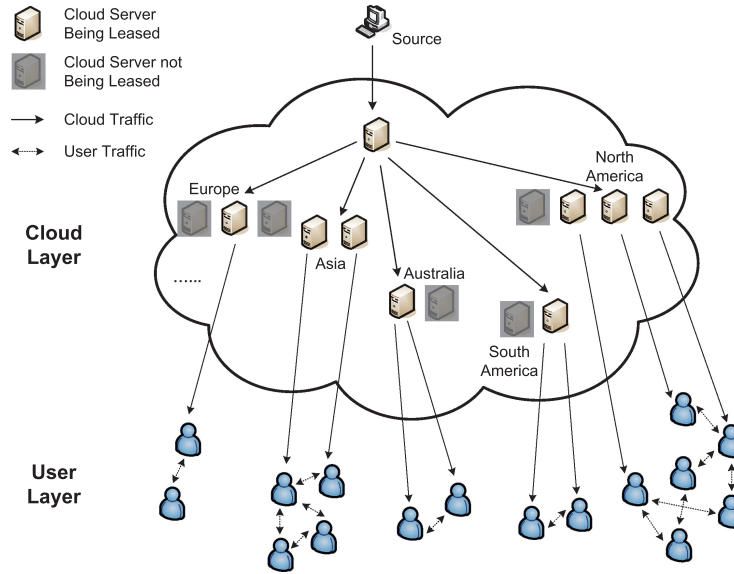 Cloud Server
Being Leased
Cloud Server not
Being Leased
Cloud Traffic
User Traffic
Source
North
America
Europe
Cloud
Layer
Asia
Australia
......
South
America
User
Layer